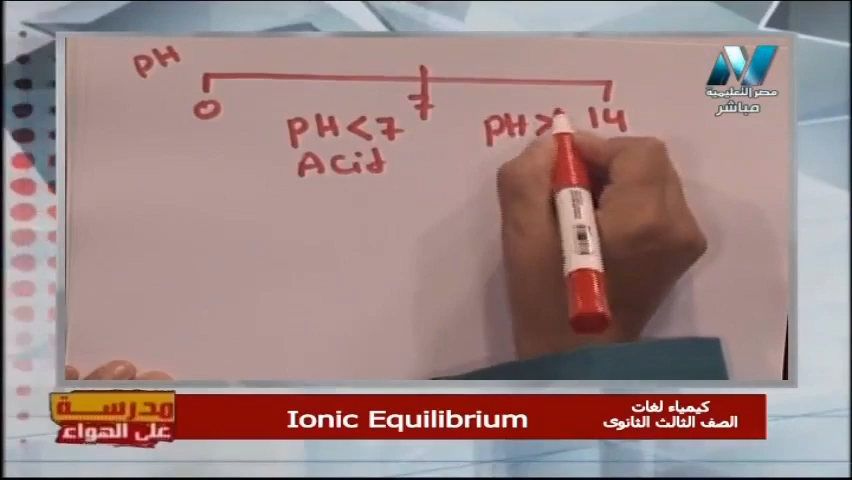 pH
0
7
14
pH<7
pH>
Acid
مصر التعليمية
مباشر
مدرسة
على الهواء
Ionic Equilibrium
كيمياء لغات
الصف الثالث الثانوى